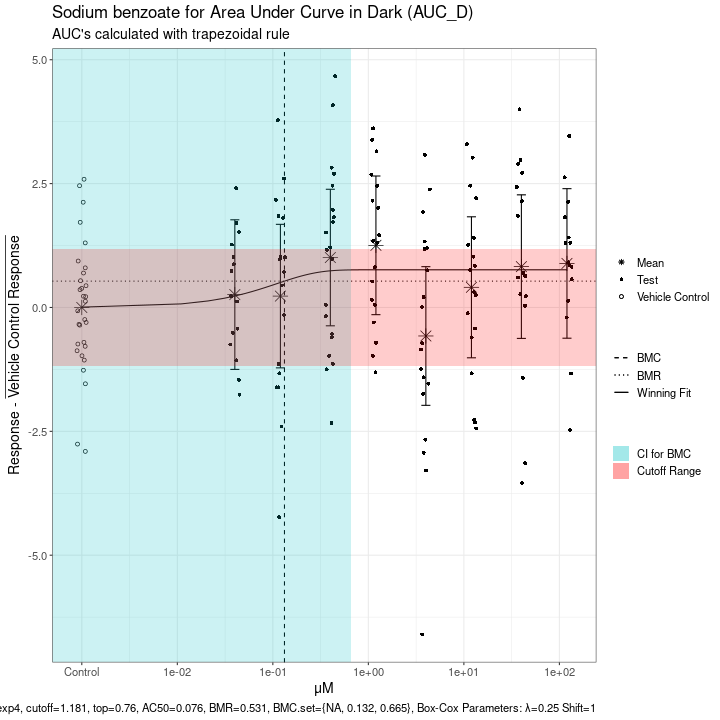 Sodium benzoate for Area Under Curve in Dark (AUC_D)
AUC's calculated with trapezoidal rule
Response - Vehicle Control Response
5.0
2.5
0.0
-2.5
-5.0
Control
1e-02
1e-01
1e+00
1e+01
1e+02
μM
Mean
Test
Vehicle Control
BMC
BMR
Winning Fit
CI for BMC
Cutoff Range
exp4, cutoff=1.181, top=0.76, AC50=0.076, BMR=0.531, BMC.set={NA, 0.132, 0.665}, Box-Cox Parameters: λ=0.25 Shift=1